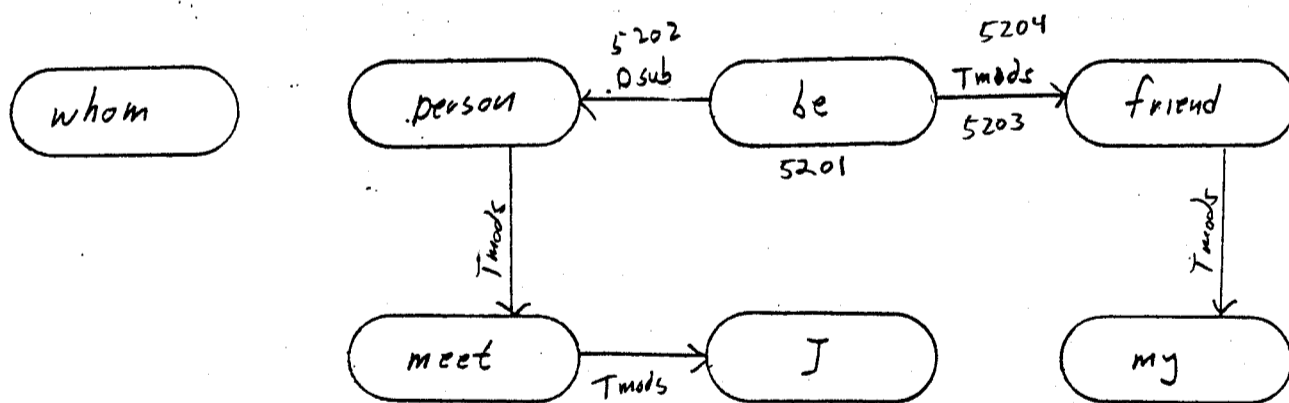 5202
.Dsub
5204
Tmods
whom
.person
be
friend
5203
5201
Tmods
Tmods
meet
Tmods
I
my